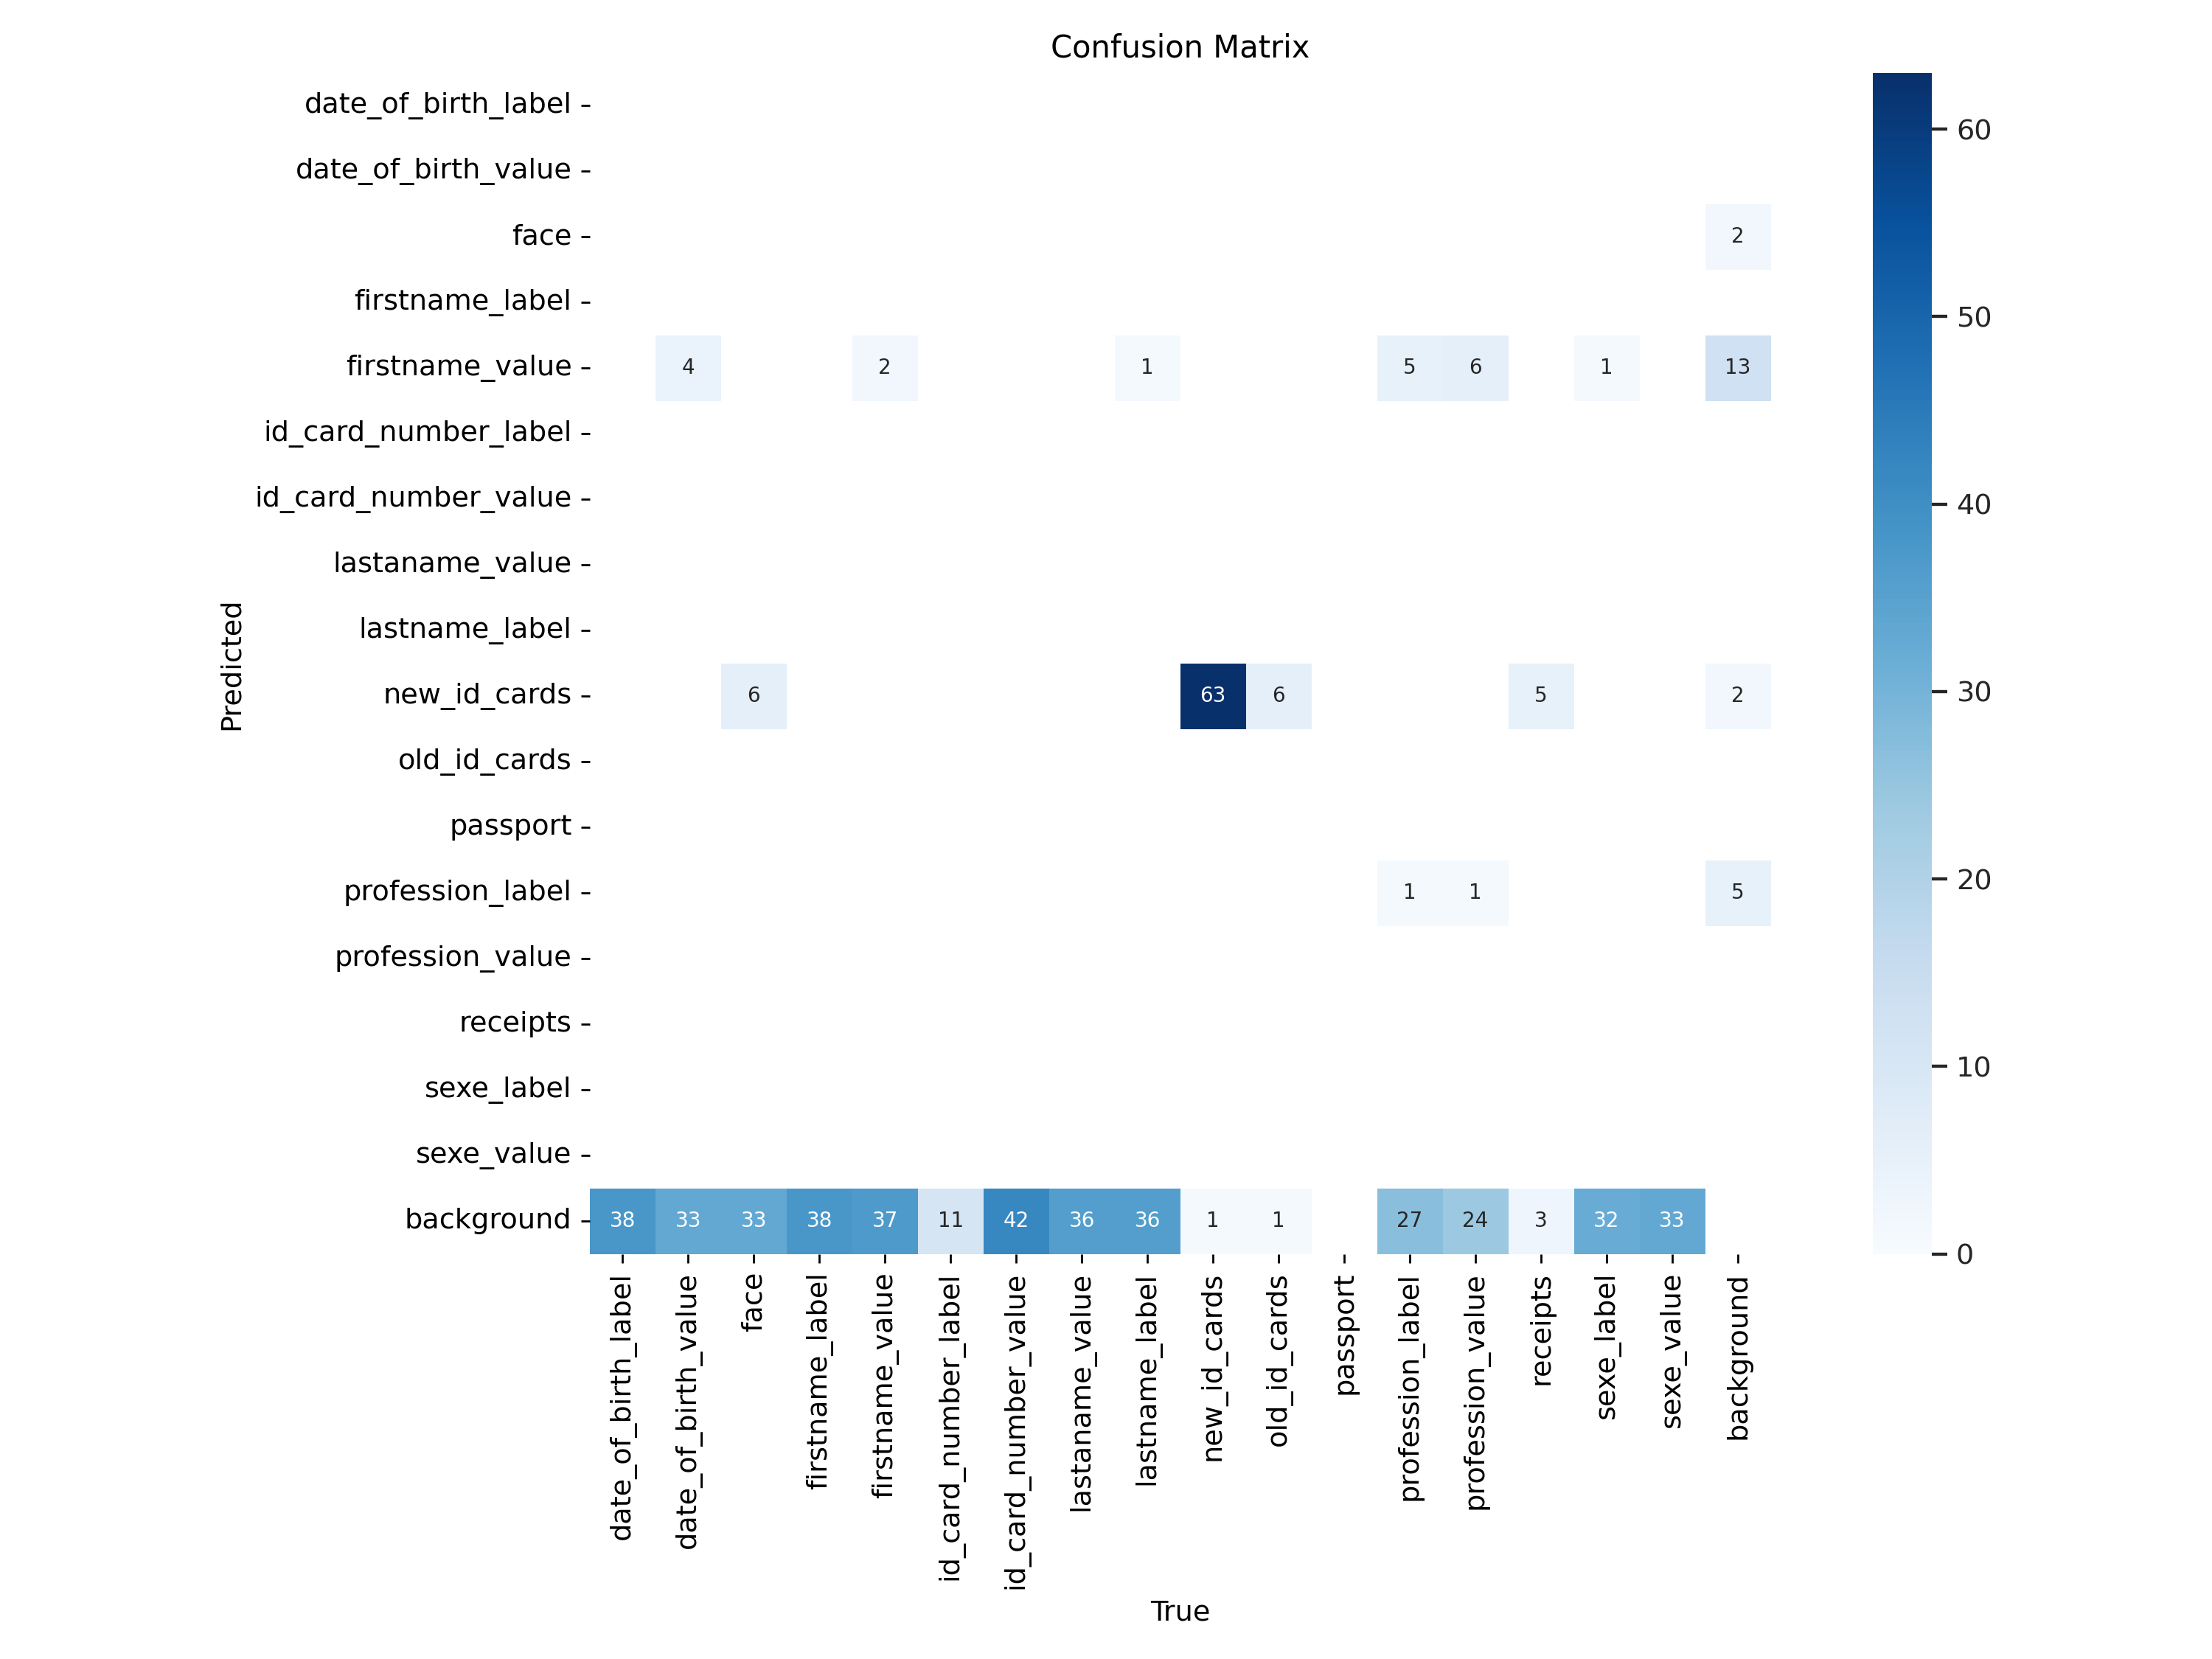 Confusion Matrix
date_of_birth_label
date_of_birth_value
face
2
firstname_label
firstname_value
4 2 1 5 6 1 13
id_card_number_label
id_card_number_value
lastaname_value
lastname_label
new_id_cards
6 63 6 5 2
old_id_cards
passport
profession_label
1 1 5
profession_value
receipts
sexe_label
sexe_value
background
38 33 33 38 37 11 42 36 36 1 1 27 24 3 32 33
Predicted
date_of_birth_label
date_of_birth_value
face
firstname_label
firstname_value
id_card_number_label
id_card_number_value
lastaname_value
lastname_label
new_id_cards
old_id_cards
passport
profession_label
profession_value
receipts
sexe_label
sexe_value
background
True
60
50
40
30
20
10
0